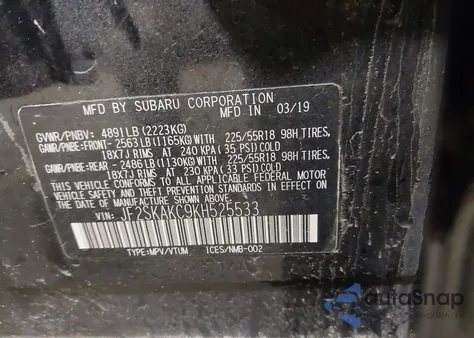 MFD BY SUBARU CORPORATION
MFD IN 03/19
GVWR/PNBV: 4891LB(2223KG)
GAWR/PNBE-FRONT- 2563LB(1165KG)WITH 225/55R18 98H TIRES,
18X7J RIMS AT 240 KPA(35 PSI) COLD
GAWR/PNBE-REAR -2486LB(1130KG)WITH 225/55R18 98H TIRES,
18X7J RIMS AT 230 KPA(33 PSI) COLD
THIS VEHICLE CONFORMS TO ALL APPLICABLE FEDERAL MOTOR
VEHICLE SAFETY AND THEFT PREVENTION STANDARDS IN EFFECT
ON THE DATE OF MANUFACTURE SHOWN ABOVE.
VIN: JF2SKAKC9KH525533
TYPE:MPV/VTUM ICES/NMB-002
autoSnap